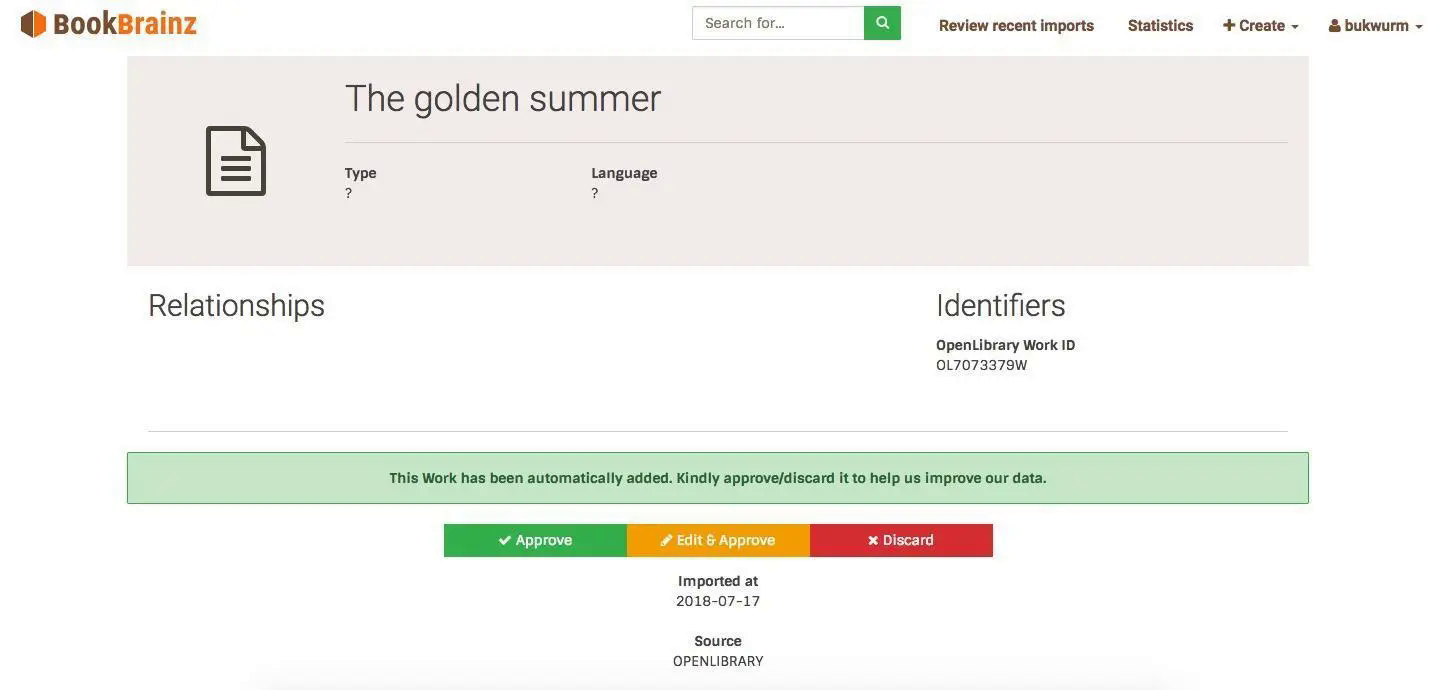 BookBrainz
Search for...
Review recent imports
Statistics
Create
bukwurm
The golden summer
Type
?
Language
?
Relationships
Identifiers
OpenLibrary Work ID
OL7073379W
This Work has been automatically added. Kindly approve/discard it to help us improve our data.
Approve
Edit & Approve
Discard
Imported at
2018-07-17
Source
OPENLIBRARY